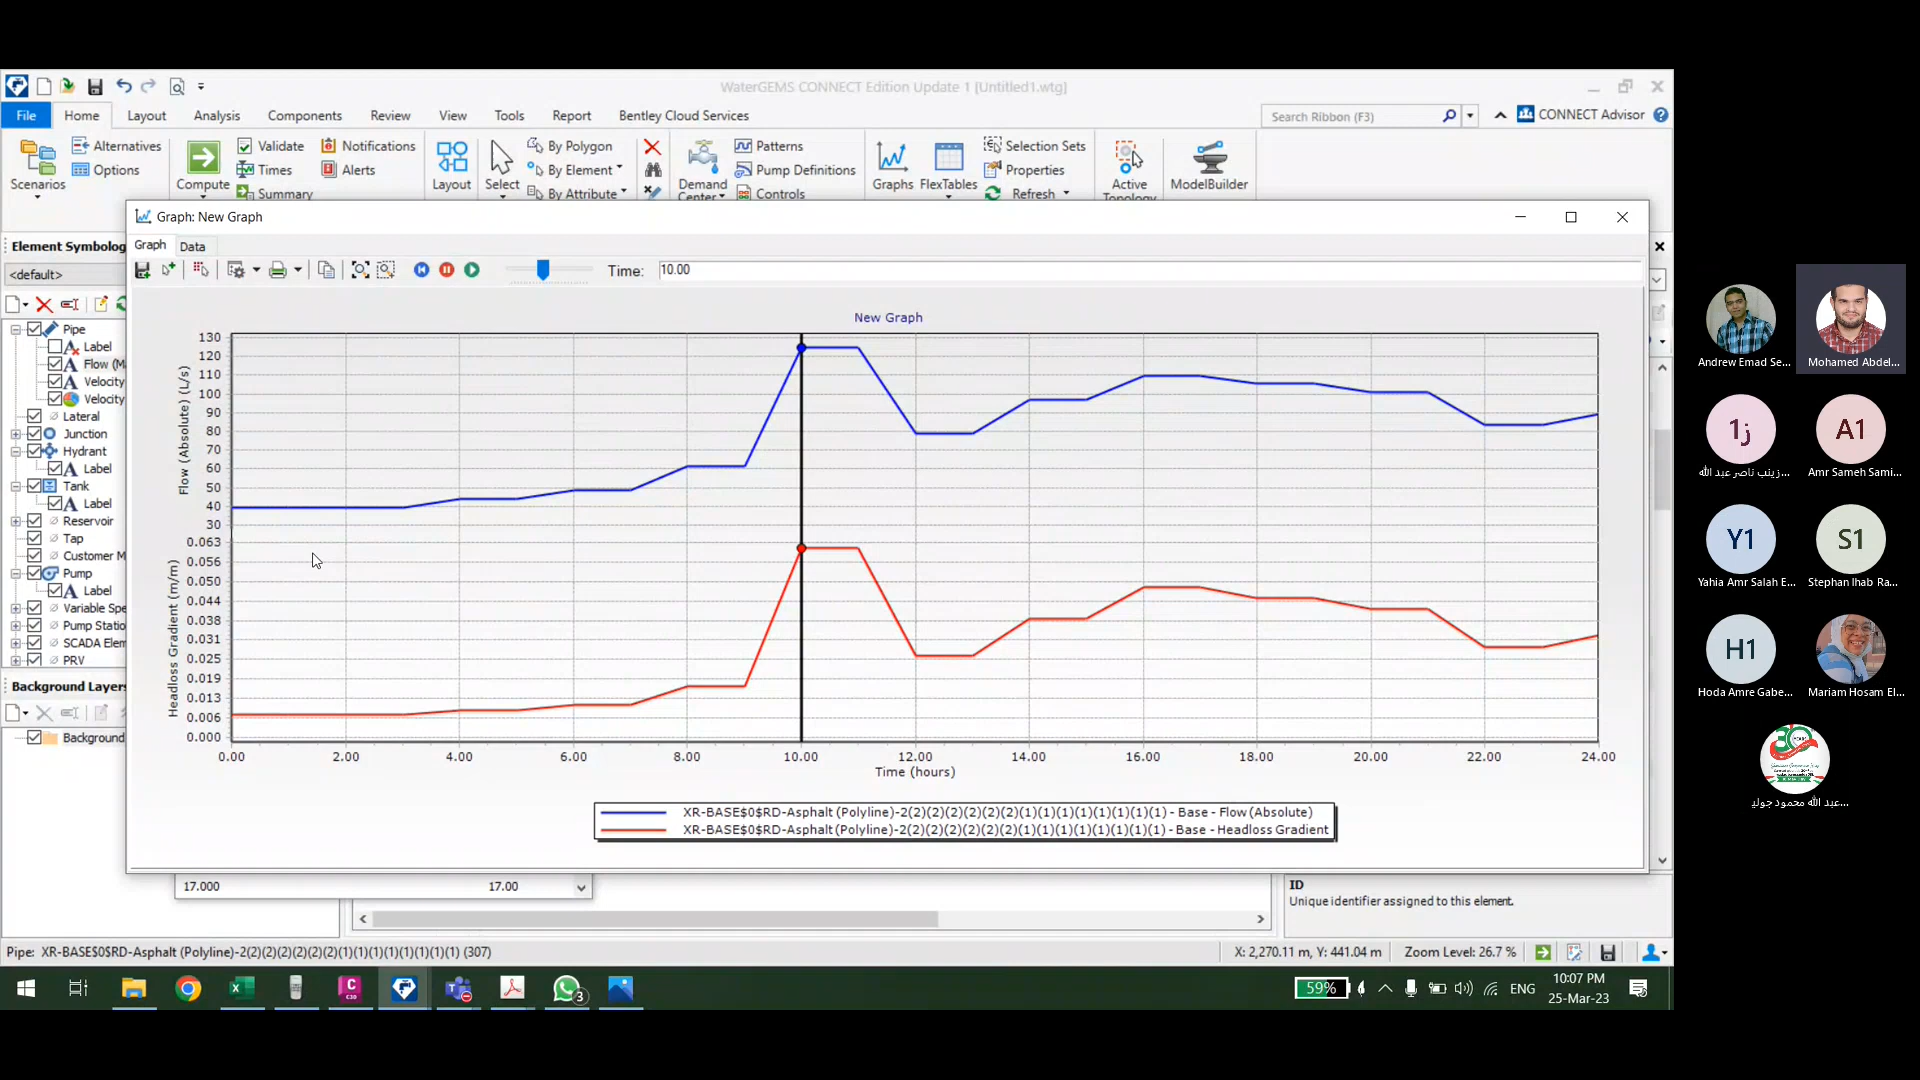 WaterGEMS CONNECT Edition Update 1 [Untitled1.wtg]
File Home Layout Analysis Components Review View Tools Report Bentley Cloud Services
Search Ribbon (F3)
CONNECT Advisor
Scenarios
Alternatives
Options
Compute
Validate
Times
Summary
Notifications
Alerts
Layout
Select
By Polygon
By Element
By Attribute
Demand Center
Patterns
Pump Definitions
Controls
Graphs
FlexTables
Selection Sets
Properties
Refresh
Active Topology
ModelBuilder
Element Symbolo
<default>
Pipe
Label
Flow (M
Velocity
Velocity
Lateral
Junction
Hydrant
Label
Tank
Label
Reservoir
Tap
Customer M
Pump
Label
Variable Spe
Pump Statio
SCADA Elem
PRV
Background Layers
Background
Graph: New Graph
Graph Data
Time: 10.00
New Graph
Flow (Absolute) (L/s)
130
120
110
100
90
80
70
60
50
40
30
Headloss Gradient (m/m)
0.063
0.056
0.050
0.044
0.038
0.031
0.025
0.019
0.013
0.006
0.000
0.00 2.00 4.00 6.00 8.00 10.00 12.00 14.00 16.00 18.00 20.00 22.00 24.00
Time (hours)
XR-BASE$0$RD-Asphalt (Polyline)-2(2)(2)(2)(2)(2)(2)(1)(1)(1)(1)(1)(1)(1)(1) - Base - Flow (Absolute)
XR-BASE$0$RD-Asphalt (Polyline)-2(2)(2)(2)(2)(2)(2)(1)(1)(1)(1)(1)(1)(1)(1) - Base - Headloss Gradient
17.000 17.00
ID
Unique identifier assigned to this element.
Pipe: XR-BASE$0$RD-Asphalt (Polyline)-2(2)(2)(2)(2)(2)(2)(1)(1)(1)(1)(1)(1)(1)(1) (307)
X: 2,270.11 m, Y: 441.04 m
Zoom Level: 26.7 %
59%
ENG
10:07 PM
25-Mar-23
3
Andrew Emad Se...
Mohamed Abdel...
ز1
A1
زينب ناصر عبد الله...
Amr Sameh Sami...
Y1
S1
Yahia Amr Salah E...
Stephan Ihab Ra...
H1
Hoda Amre Gabe...
Mariam Hosam El...
30 YEARS
عبد الله محمود جولي...